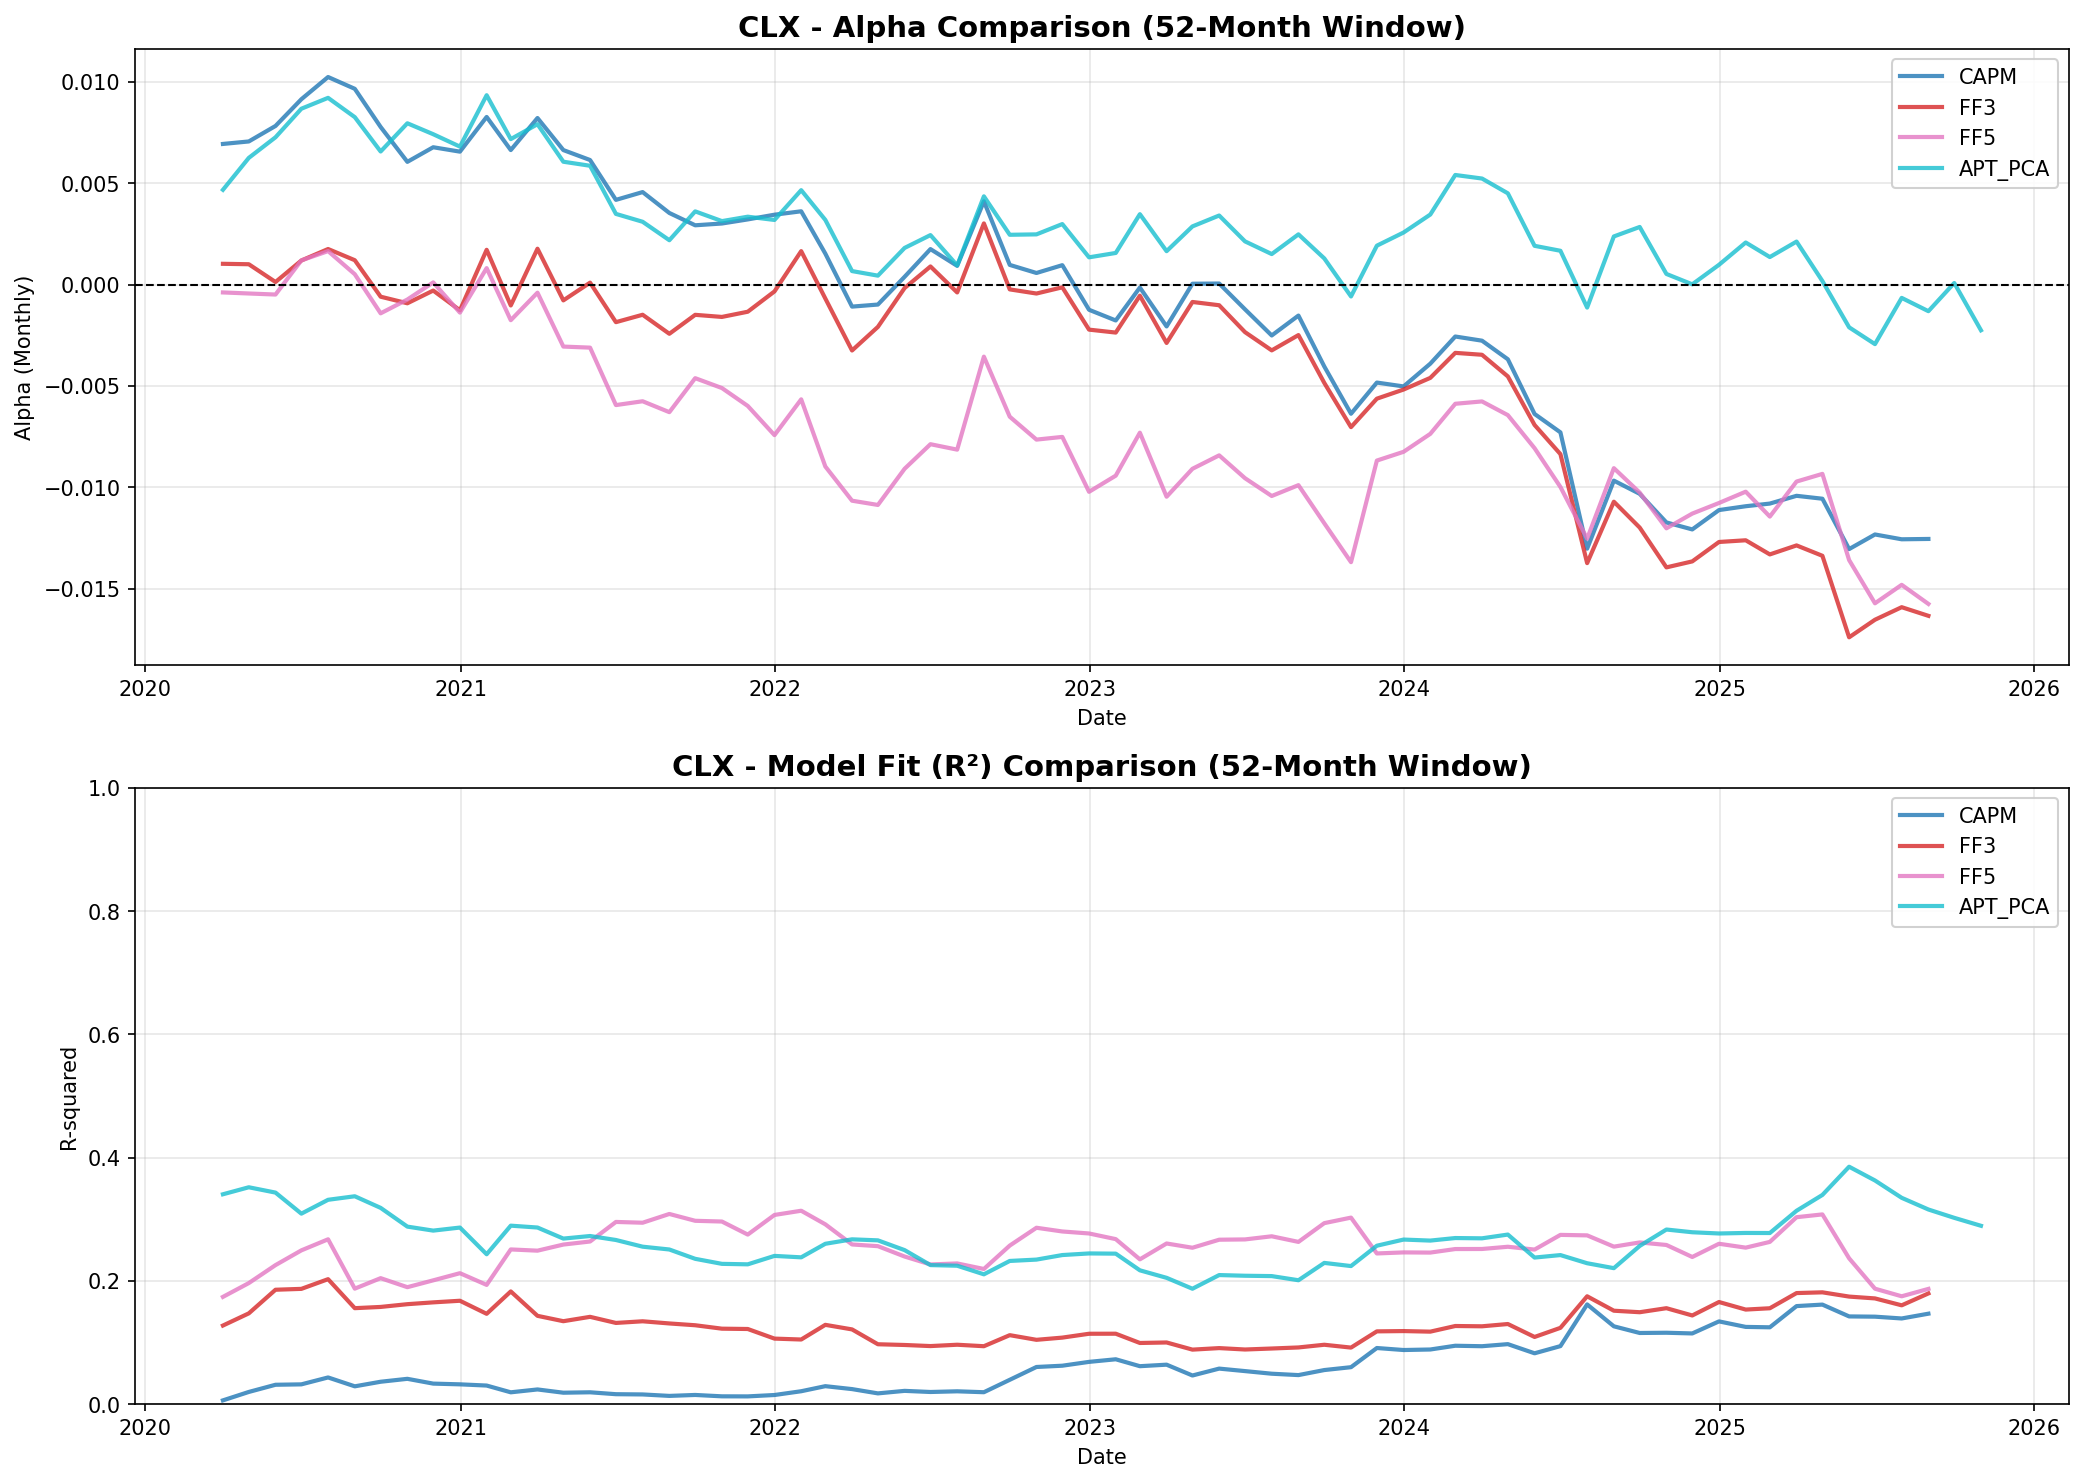 CLX - Alpha Comparison (52-Month Window)
0.010
0.005
0.000
−0.005
−0.010
−0.015
Alpha (Monthly)
CAPM
FF3
FF5
APT_PCA
2020 2021 2022 2023 2024 2025 2026
Date
CLX - Model Fit (R²) Comparison (52-Month Window)
1.0
0.8
0.6
0.4
0.2
0.0
R-squared
CAPM
FF3
FF5
APT_PCA
2020 2021 2022 2023 2024 2025 2026
Date